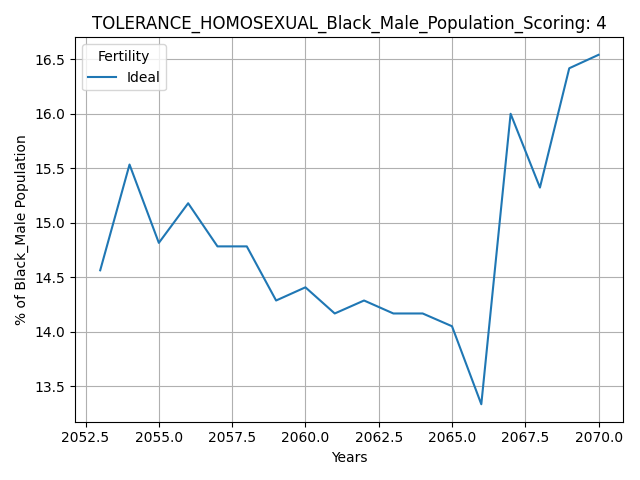 TOLERANCE_HOMOSEXUAL_Black_Male_Population_Scoring: 4
Fertility
Ideal
% of Black_Male Population
16.5
16.0
15.5
15.0
14.5
14.0
13.5
2052.5 2055.0 2057.5 2060.0 2062.5 2065.0 2067.5 2070.0
Years